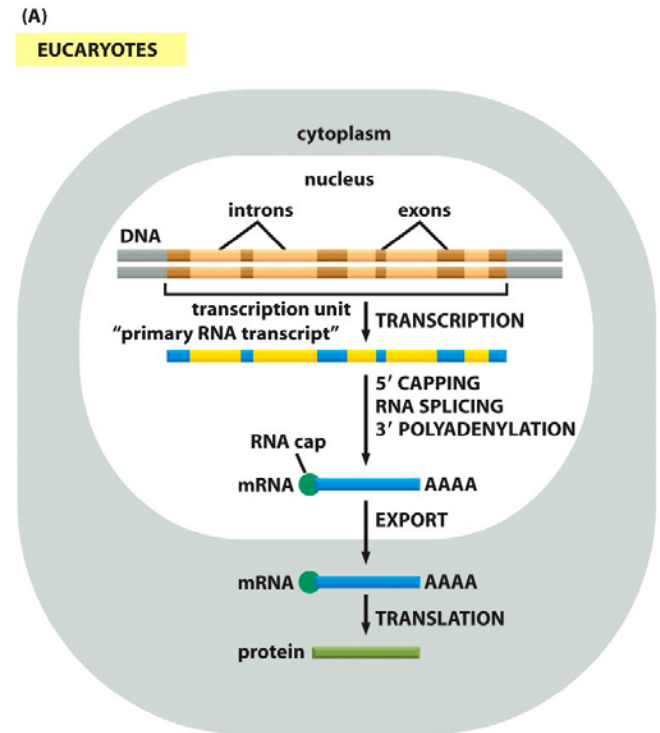 (A)
EUCARYOTES
cytoplasm
nucleus
introns
exons
DNA
transcription unit
“primary RNA transcript”
TRANSCRIPTION
5′ CAPPING
RNA SPLICING
3′ POLYADENYLATION
RNA cap
mRNA AAAA
EXPORT
mRNA AAAA
TRANSLATION
protein